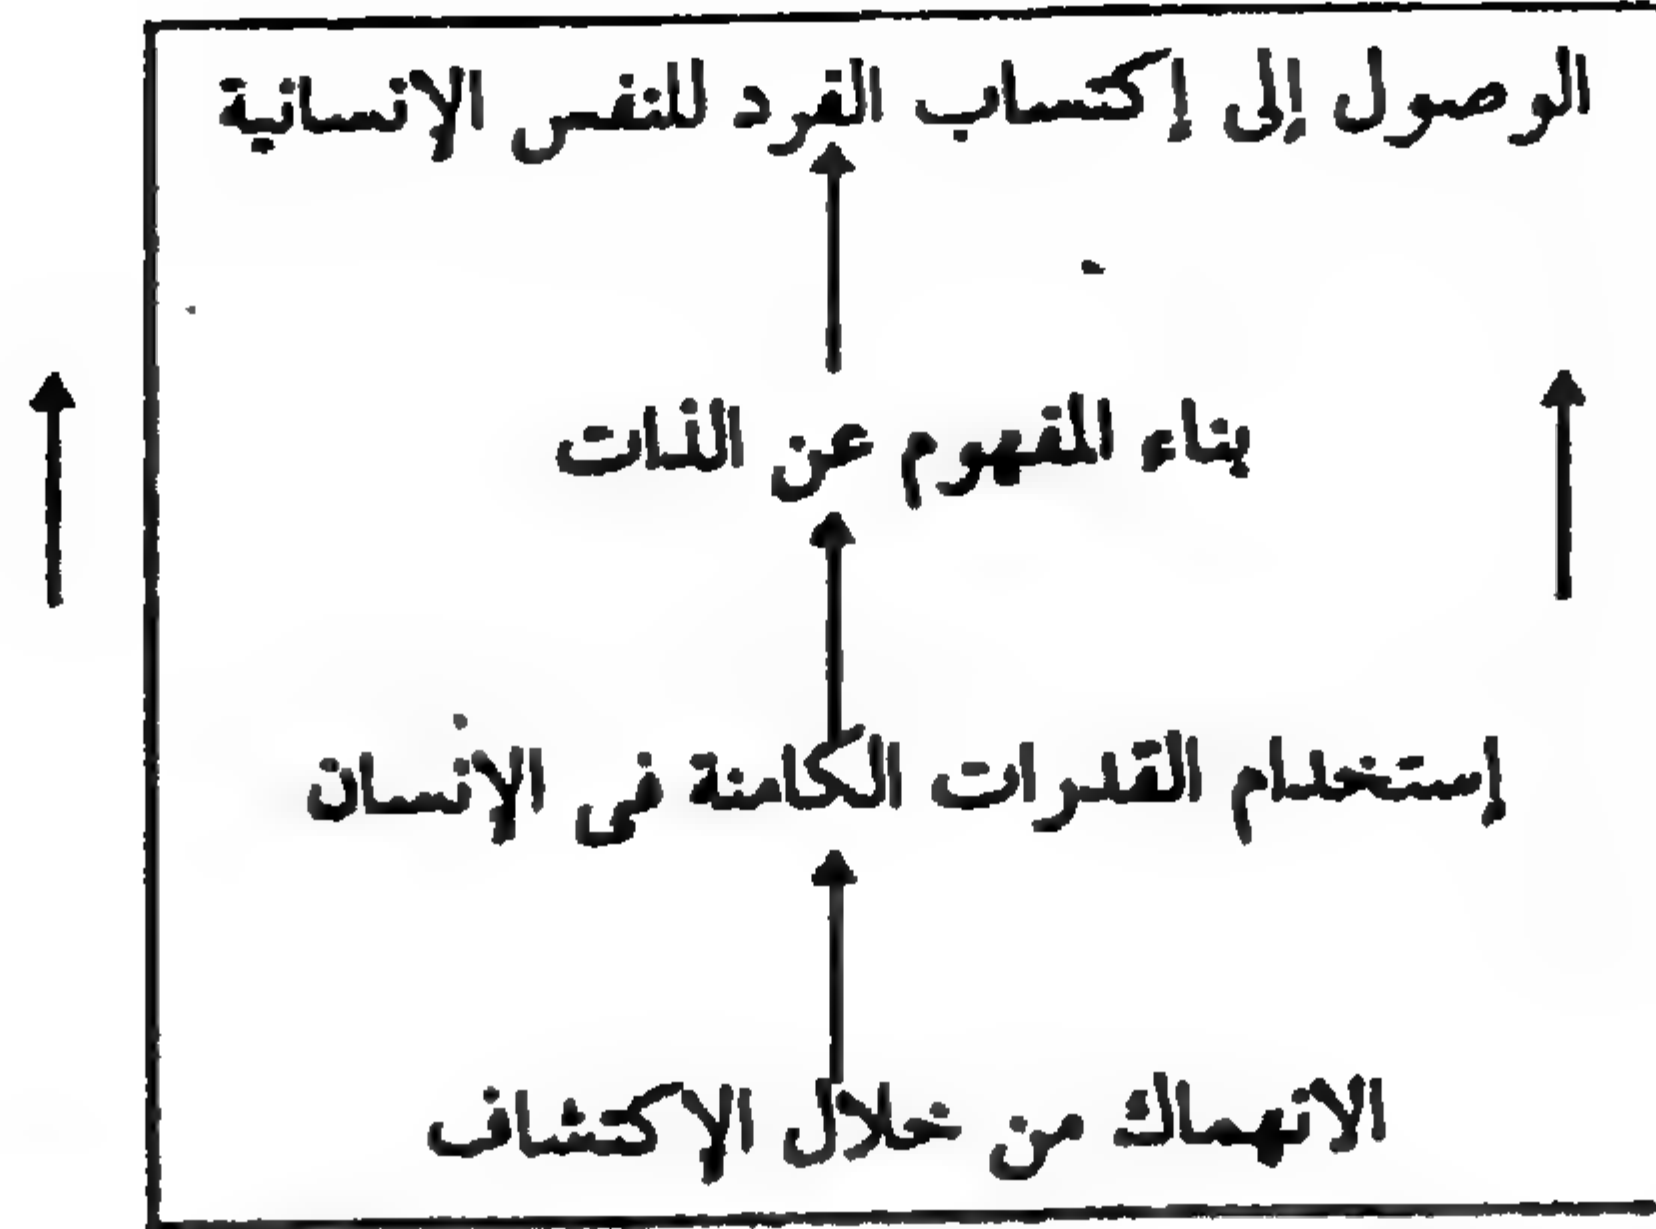 الوصول إلى إكتساب الفرد للنفس الإنسانية
بناء المفهوم عن الذات
إستخدام القدرات الكامنة فى الإنسان
الانهماك من خلال الإكتشاف